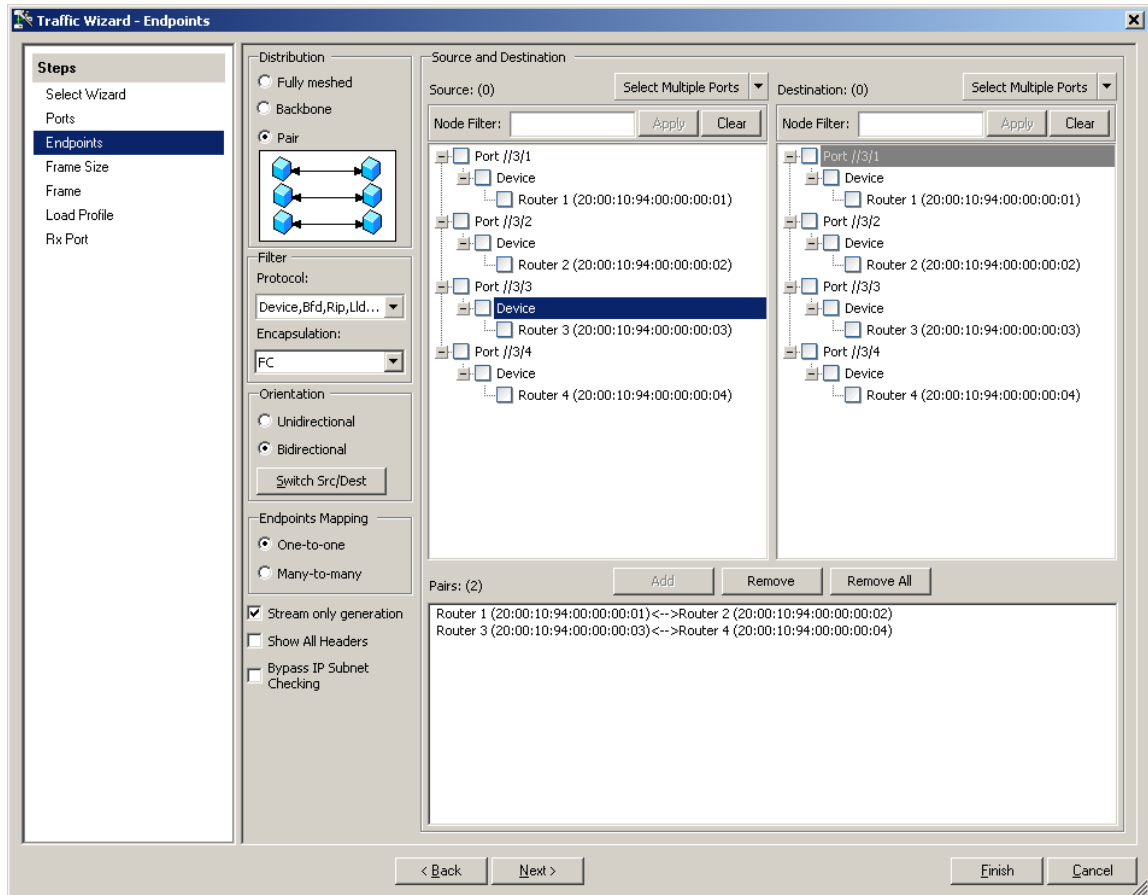 Traffic Wizard - Endpoints
Steps
Select Wizard
Ports
Endpoints
Frame Size
Frame
Load Profile
Rx Port
Distribution
Fully meshed
Backbone
Pair
Filter
Protocol:
Device,Bfd,Rip,Lld...
Encapsulation:
FC
Orientation
Unidirectional
Bidirectional
Switch Src/Dest
Endpoints Mapping
One-to-one
Many-to-many
Stream only generation
Show All Headers
Bypass IP Subnet
Checking
Source and Destination
Source: (0)
Select Multiple Ports
Node Filter:
Apply
Clear
Port //3/1
Device
Router 1 (20:00:10:94:00:00:00:01)
Port //3/2
Device
Router 2 (20:00:10:94:00:00:00:02)
Port //3/3
Device
Router 3 (20:00:10:94:00:00:00:03)
Port //3/4
Device
Router 4 (20:00:10:94:00:00:00:04)
Destination: (0)
Select Multiple Ports
Node Filter:
Apply
Clear
Port //3/1
Device
Router 1 (20:00:10:94:00:00:00:01)
Port //3/2
Device
Router 2 (20:00:10:94:00:00:00:02)
Port //3/3
Device
Router 3 (20:00:10:94:00:00:00:03)
Port //3/4
Device
Router 4 (20:00:10:94:00:00:00:04)
Pairs: (2)
Add
Remove
Remove All
Router 1 (20:00:10:94:00:00:00:01)<-->Router 2 (20:00:10:94:00:00:00:02)
Router 3 (20:00:10:94:00:00:00:03)<-->Router 4 (20:00:10:94:00:00:00:04)
< Back
Next >
Finish
Cancel